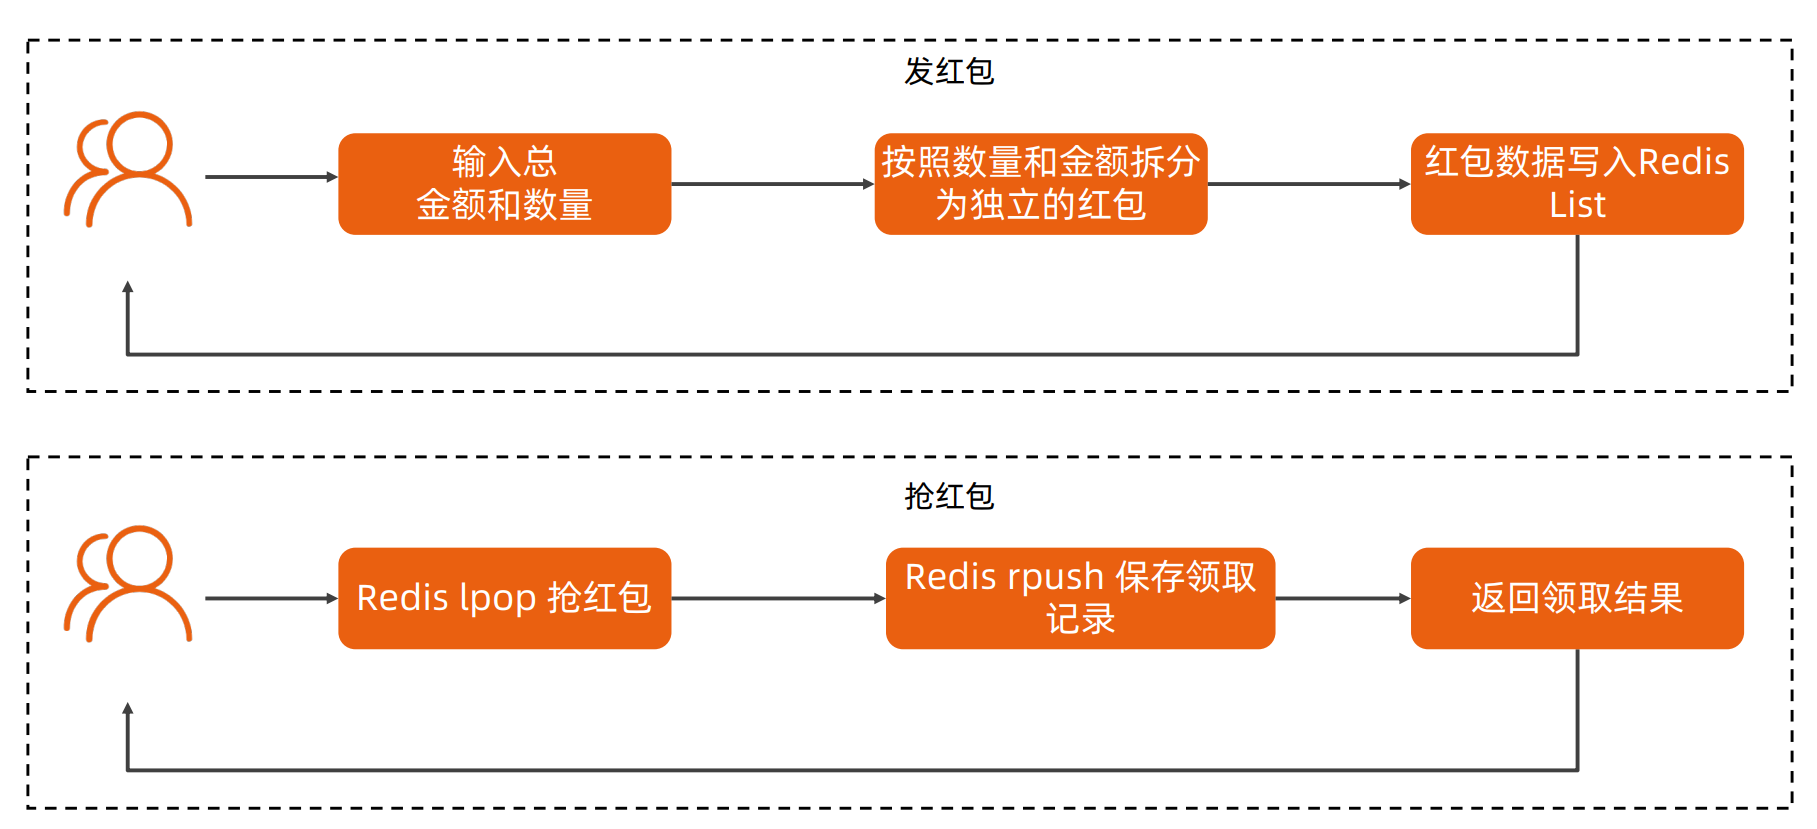 发红包
输入总
金额和数量
按照数量和金额拆分
为独立的红包
红包数据写入Redis
List
抢红包
Redis lpop 抢红包
Redis rpush 保存领取
记录
返回领取结果